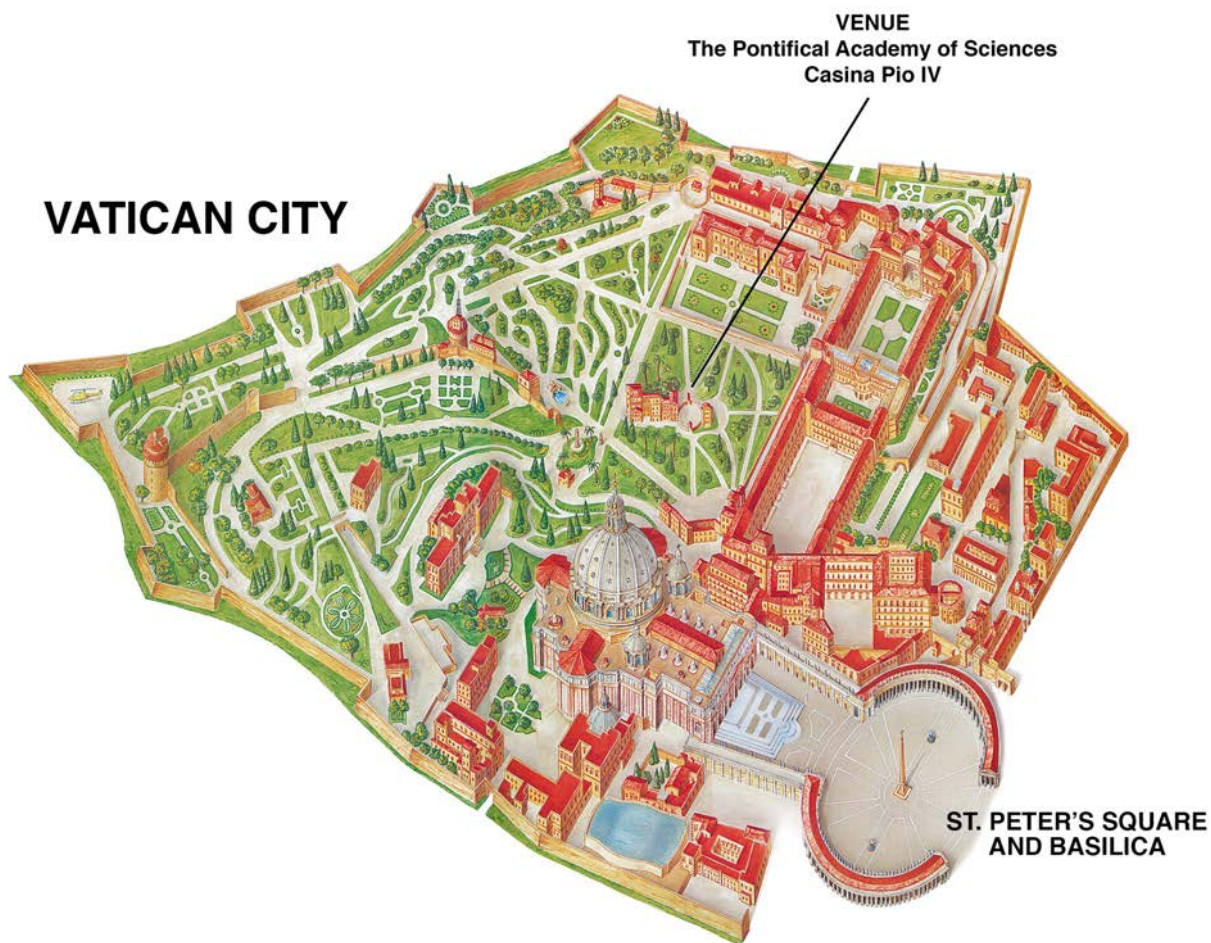 VENUE
The Pontifical Academy of Sciences
Casina Pio IV
VATICAN CITY
ST. PETER'S SQUARE
AND BASILICA